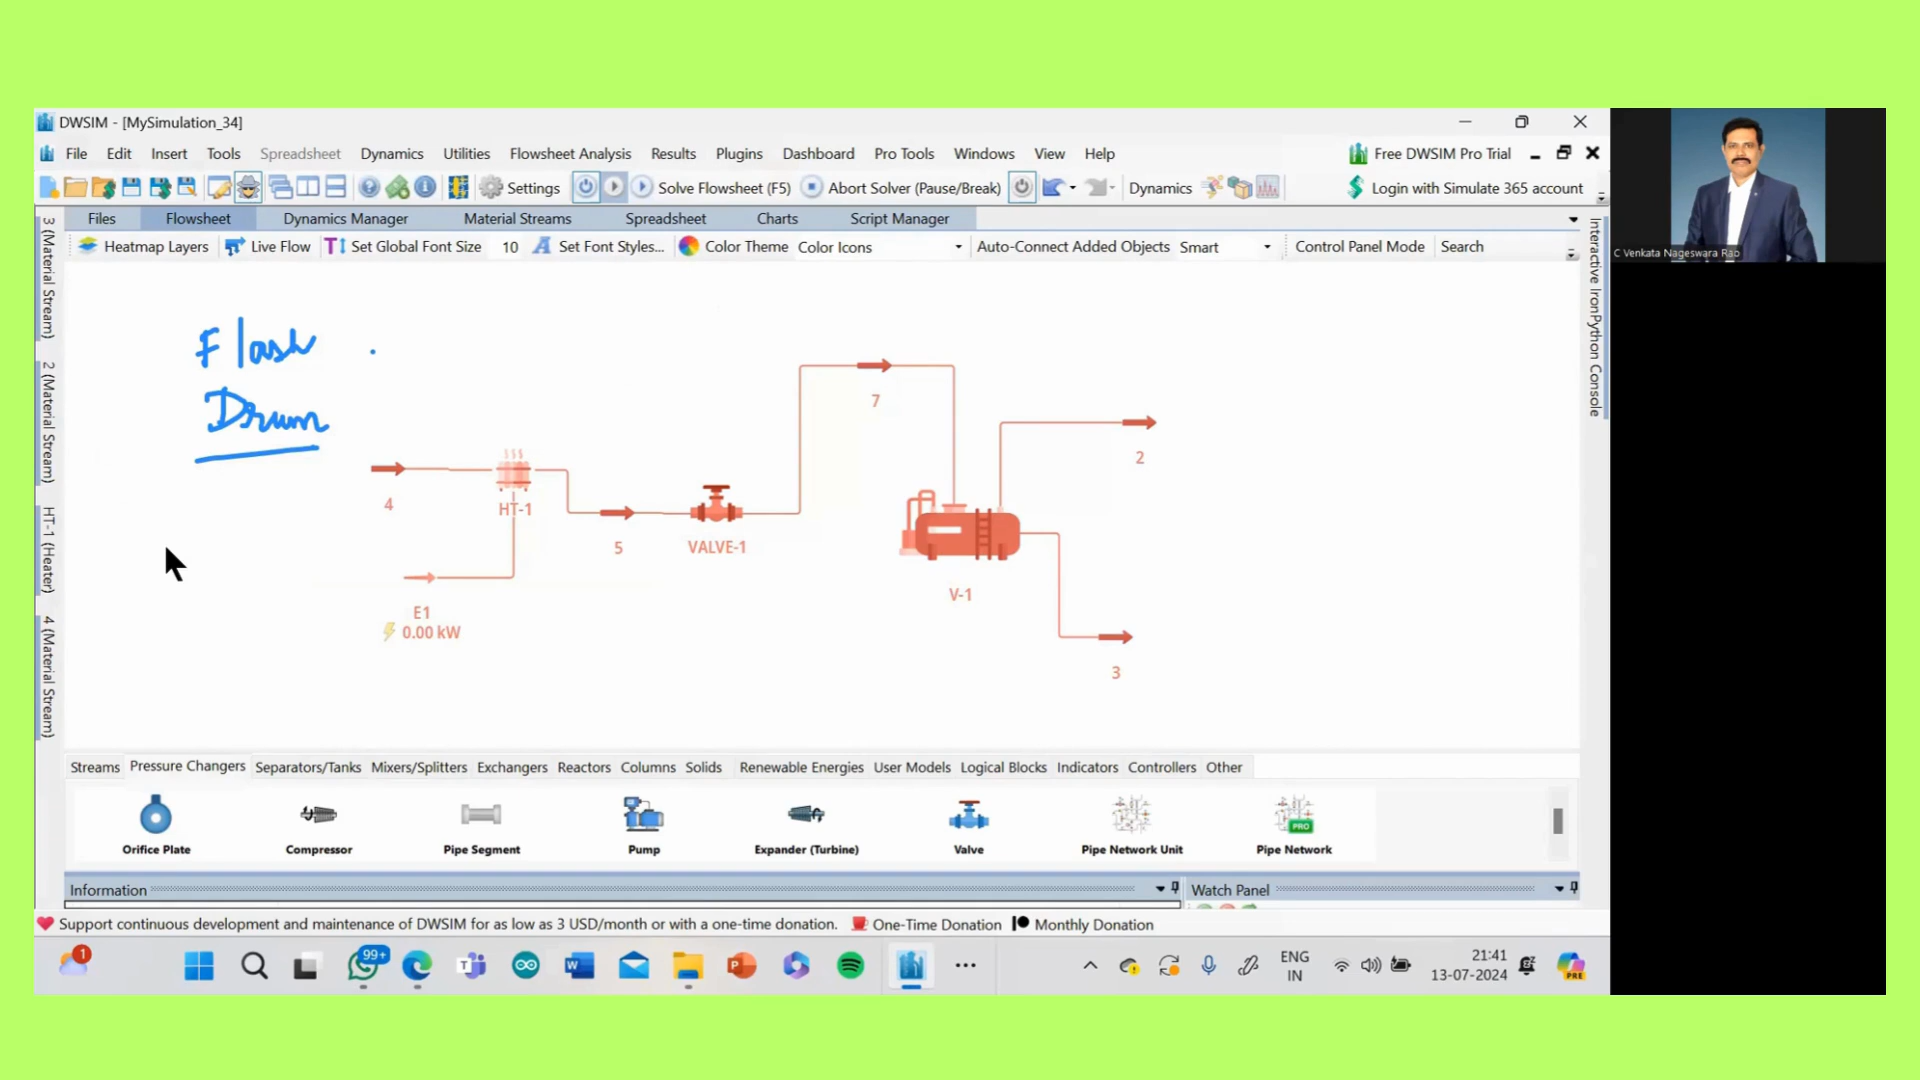 DWSIM - [MySimulation_34]
File Edit Insert Tools Spreadsheet Dynamics Utilities Flowsheet Analysis Results Plugins Dashboard Pro Tools Windows View Help Free DWSIM Pro Trial
Settings Solve Flowsheet (F5) Abort Solver (Pause/Break) Dynamics Login with Simulate 365 account
Files Flowsheet Dynamics Manager Material Streams Spreadsheet Charts Script Manager
Heatmap Layers Live Flow Set Global Font Size 10 Set Font Styles... Color Theme Color Icons Auto-Connect Added Objects Smart Control Panel Mode Search
3 (Material Stream)
2 (Material Stream)
HT-1 (Heater)
4 (Material Stream)
Flash
Drum
7
2
4
HT-1
5
VALVE-1
V-1
E1
0.00 kW
3
Interactive IronPython Console
C Venkata Nageswara Rao
Streams Pressure Changers Separators/Tanks Mixers/Splitters Exchangers Reactors Columns Solids Renewable Energies User Models Logical Blocks Indicators Controllers Other
PRO
Orifice Plate Compressor Pipe Segment Pump Expander (Turbine) Valve Pipe Network Unit Pipe Network
Information Watch Panel
Support continuous development and maintenance of DWSIM for as low as 3 USD/month or with a one-time donation. One-Time Donation Monthly Donation
1
99+
ENG
IN
21:41
13-07-2024
PRE